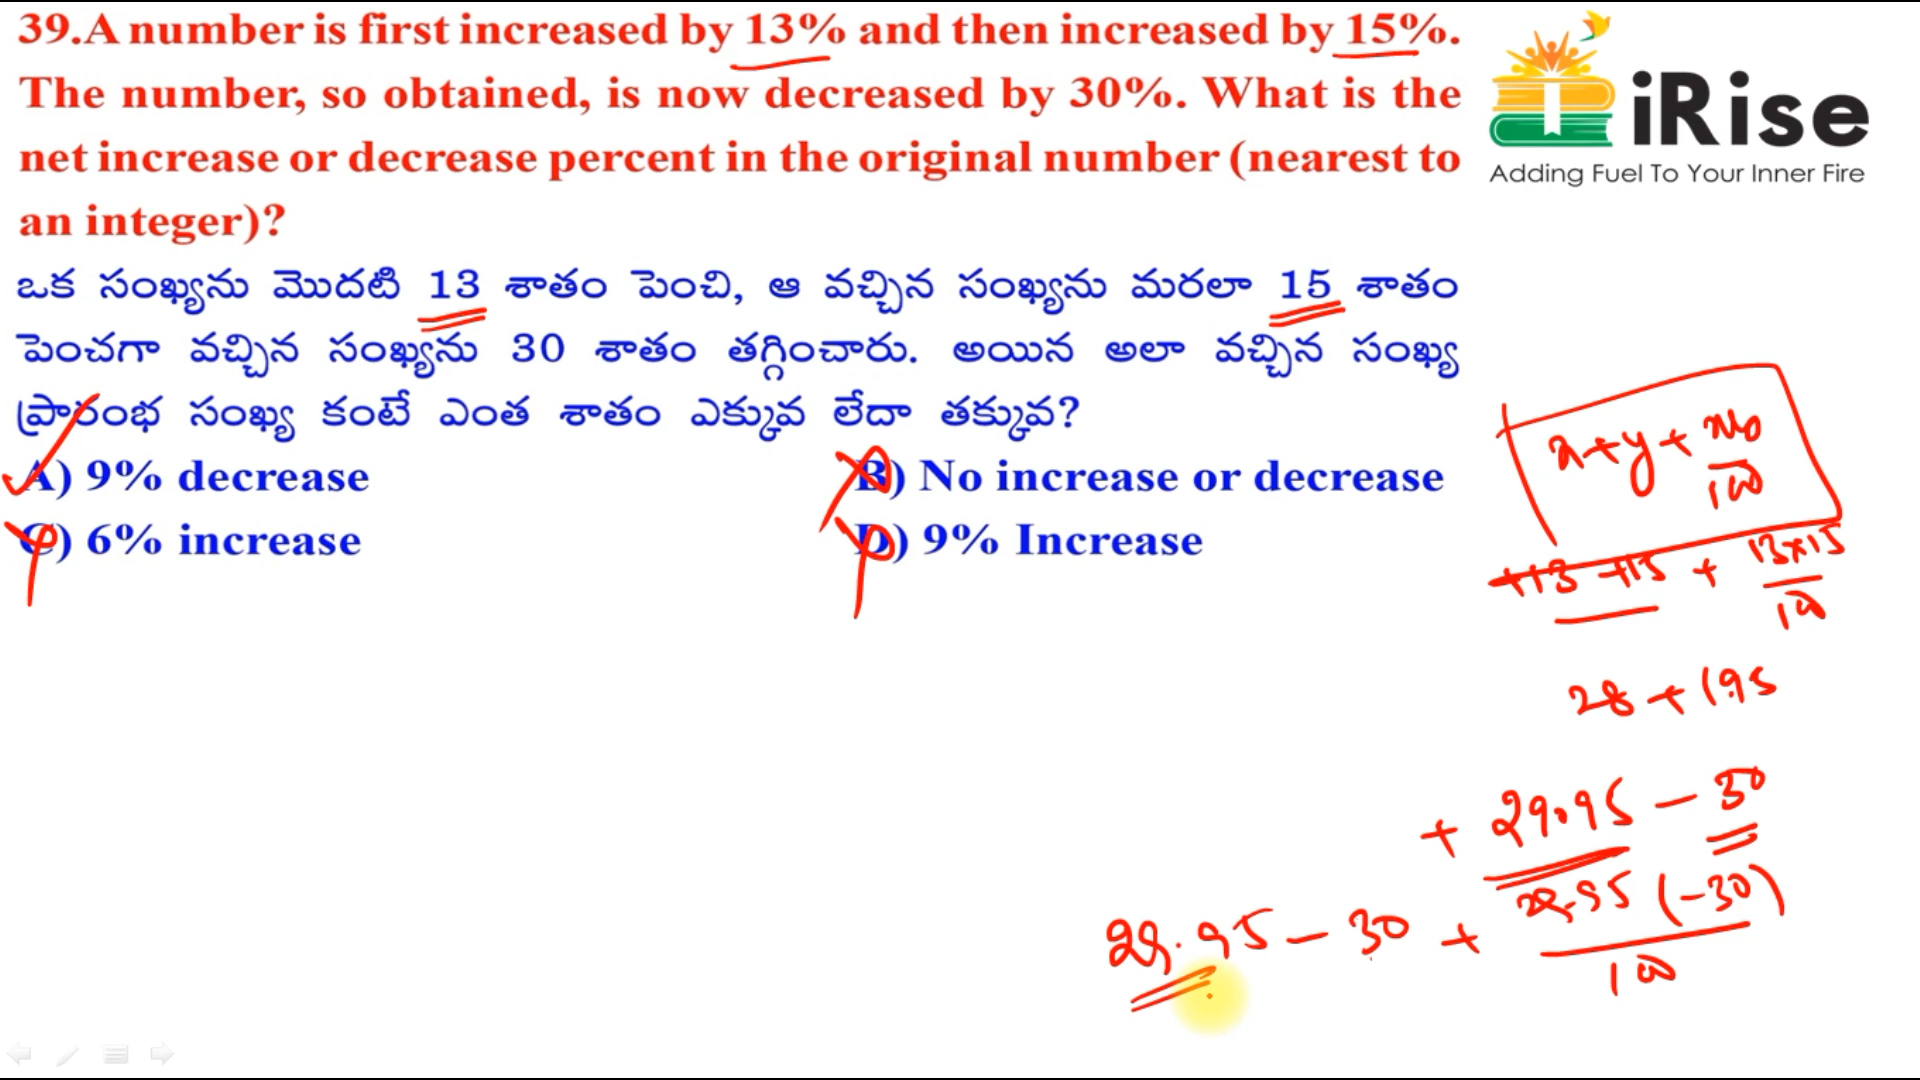 39.A number is first increased by 13% and then increased by 15%.
The number, so obtained, is now decreased by 30%. What is the
net increase or decrease percent in the original number (nearest to
an integer)?
ఒక సంఖ్యను మొదటి 13 శాతం పెంచి, ఆ వచ్చిన సంఖ్యను మరలా 15 శాతం
పెంచగా వచ్చిన సంఖ్యను 30 శాతం తగ్గించారు. అయిన అలా వచ్చిన సంఖ్య
ప్రారంభ సంఖ్య కంటే ఎంత శాతం ఎక్కువ లేదా తక్కువ?
A) 9% decrease
B) No increase or decrease
C) 6% increase
D) 9% Increase
iRise
Adding Fuel To Your Inner Fire
x+y+ xy/100
+13 +15 + 13×15/100
28 + 1.95
+ 29.95 – 30
29.95 – 30 + 29.95 (-30)/100